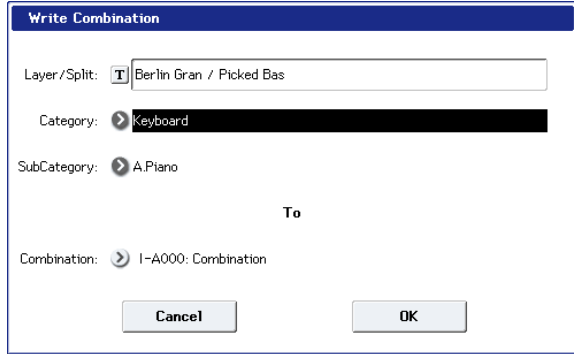 Write Combination
Layer/Split: T Berlin Gran / Picked Bas
Category: Keyboard
SubCategory: A.Piano
To
Combination: I-A000: Combination
Cancel OK